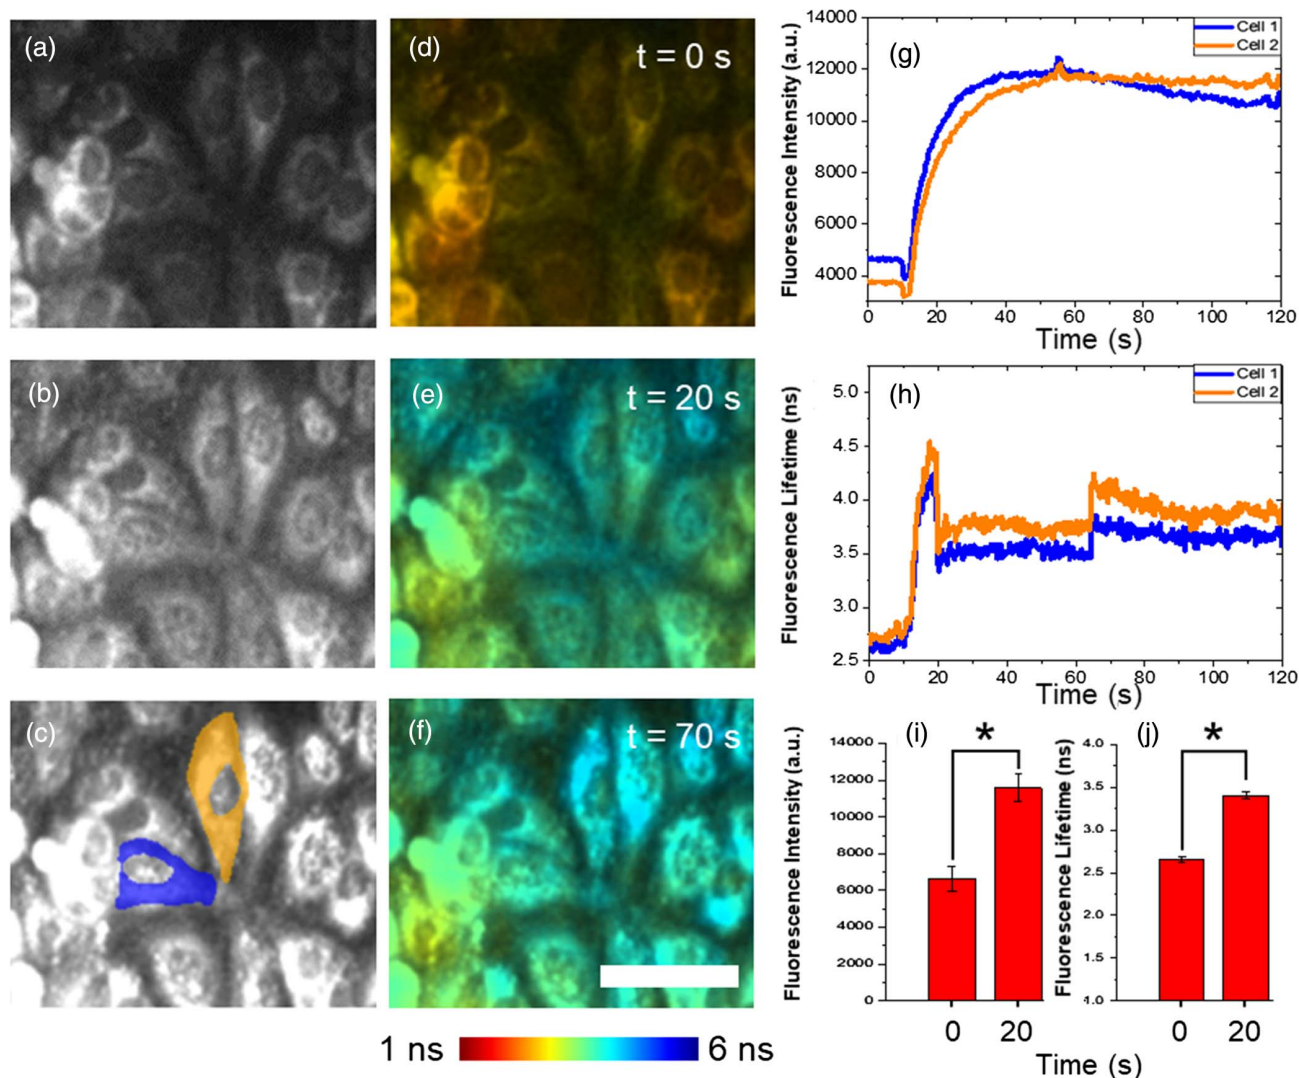 (a)
(d)
t = 0 s
(b)
(e)
t = 20 s
(c)
(f)
t = 70 s
1 ns
6 ns
(g)
Cell 1
Cell 2
Fluorescence Intensity (a.u.)
14000
12000
10000
8000
6000
4000
0 20 40 60 80 100 120
Time (s)
(h)
Cell 1
Cell 2
Fluorescence Lifetime (ns)
5.0
4.5
4.0
3.5
3.0
2.5
0 20 40 60 80 100 120
Time (s)
(i)
*
Fluorescence Intensity (a.u.)
14000
12000
10000
8000
6000
4000
2000
0
0 20
(j)
*
Fluorescence Lifetime (ns)
4.0
3.5
3.0
2.5
2.0
1.5
1.0
0 20
Time (s)